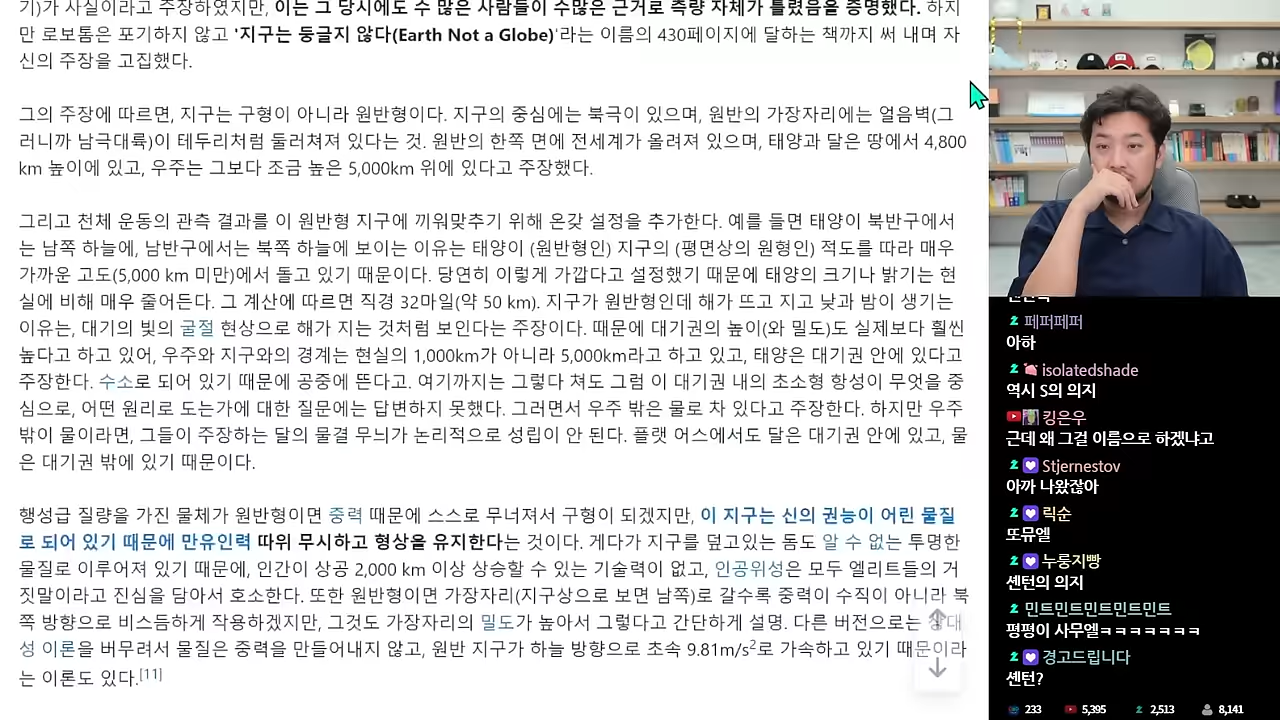 기)가 사실이라고 주장하였지만, 이는 그 당시에도 수 많은 사람들이 수많은 근거로 측량 자체가 틀렸음을 증명했다. 하지
만 로보톰은 포기하지 않고 '지구는 둥글지 않다(Earth Not a Globe)'라는 이름의 430페이지에 달하는 책까지 써 내며 자
신의 주장을 고집했다.
그의 주장에 따르면, 지구는 구형이 아니라 원반형이다. 지구의 중심에는 북극이 있으며, 원반의 가장자리에는 얼음벽(그
러니까 남극대륙)이 테두리처럼 둘러쳐져 있다는 것. 원반의 한쪽 면에 전세계가 올려져 있으며, 태양과 달은 땅에서 4,800
km 높이에 있고, 우주는 그보다 조금 높은 5,000km 위에 있다고 주장했다.
그리고 천체 운동의 관측 결과를 이 원반형 지구에 끼워맞추기 위해 온갖 설정을 추가한다. 예를 들면 태양이 북반구에서
는 남쪽 하늘에, 남반구에서는 북쪽 하늘에 보이는 이유는 태양이 (원반형인) 지구의 (평면상의 원형인) 적도를 따라 매우
가까운 고도(5,000 km 미만)에서 돌고 있기 때문이다. 당연히 이렇게 가깝다고 설정했기 때문에 태양의 크기나 밝기는 현
실에 비해 매우 줄어든다. 그 계산에 따르면 직경 32마일(약 50 km). 지구가 원반형인데 해가 뜨고 지고 낮과 밤이 생기는
이유는, 대기의 빛의 굴절 현상으로 해가 지는 것처럼 보인다는 주장이다. 때문에 대기권의 높이(와 밀도)도 실제보다 훨씬
높다고 하고 있어, 우주와 지구와의 경계는 현실의 1,000km가 아니라 5,000km라고 하고 있고, 태양은 대기권 안에 있다고
주장한다. 수소로 되어 있기 때문에 공중에 뜬다고. 여기까지는 그렇다 쳐도 그럼 이 대기권 내의 초소형 항성이 무엇을 중
심으로, 어떤 원리로 도는가에 대한 질문에는 답변하지 못했다. 그러면서 우주 밖은 물로 차 있다고 주장한다. 하지만 우주
밖이 물이라면, 그들이 주장하는 달의 물결 무늬가 논리적으로 성립이 안 된다. 플랫 어스에서도 달은 대기권 안에 있고, 물
은 대기권 밖에 있기 때문이다.
행성급 질량을 가진 물체가 원반형이면 중력 때문에 스스로 무너져서 구형이 되겠지만, 이 지구는 신의 권능이 어린 물질
로 되어 있기 때문에 만유인력 따위 무시하고 형상을 유지한다는 것이다. 게다가 지구를 덮고있는 돔도 알 수 없는 투명한
물질로 이루어져 있기 때문에, 인간이 상공 2,000 km 이상 상승할 수 있는 기술력이 없고, 인공위성은 모두 엘리트들의 거
짓말이라고 진심을 담아서 호소한다. 또한 원반형이면 가장자리(지구상으로 보면 남쪽)로 갈수록 중력이 수직이 아니라 북
쪽 방향으로 비스듬하게 작용하겠지만, 그것도 가장자리의 밀도가 높아서 그렇다고 간단하게 설명. 다른 버전으로는 상대
성 이론을 버무려서 물질은 중력을 만들어내지 않고, 원반 지구가 하늘 방향으로 초속 9.81m/s²로 가속하고 있기 때문이라
는 이론도 있다.[11]
페퍼페퍼
아하
isolatedshade
역시 S의 의지
킹은우
근데 왜 그걸 이름으로 하겠냐고
Stjernestov
아까 나왔잖아
릭순
또뮤엘
누룽지빵
센턴의 의지
민트민트민트민트민트
평평이 사무엘ㅋㅋㅋㅋㅋㅋㅋ
경고드립니다
센턴?
233 5,395 2,513 8,141